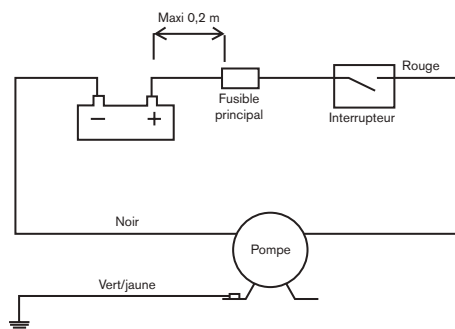 Maxi 0,2 m
Rouge
Fusible
principal
Interrupteur
− +
Noir
Pompe
Vert/jaune